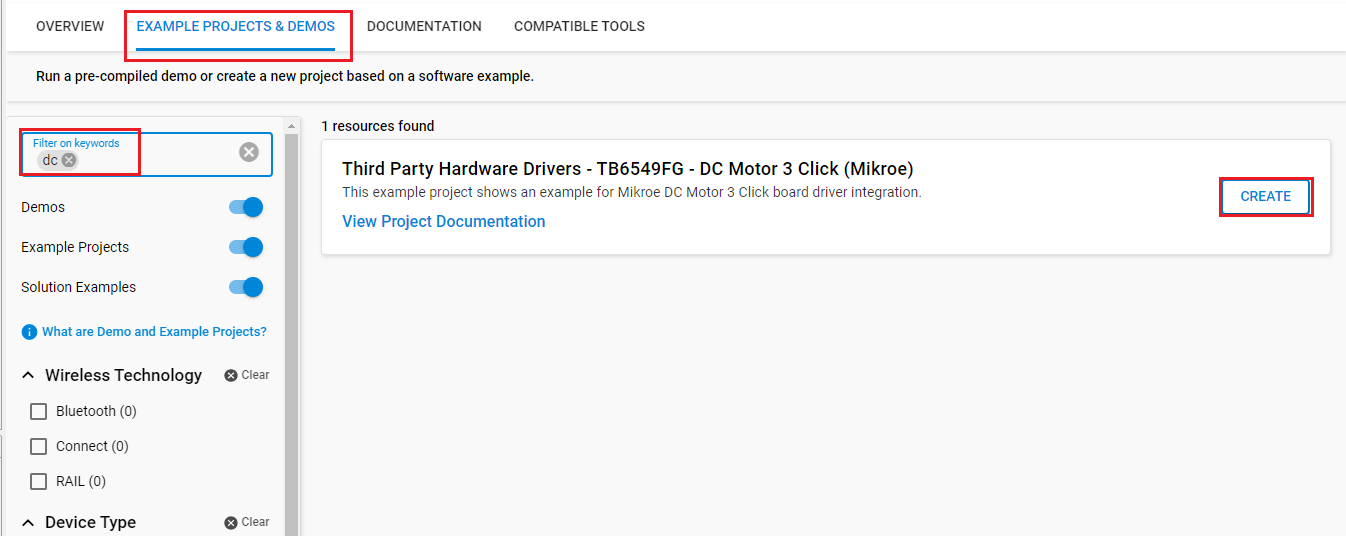 OVERVIEW
EXAMPLE PROJECTS & DEMOS
DOCUMENTATION
COMPATIBLE TOOLS
Run a pre-compiled demo or create a new project based on a software example.
Filter on keywords
dc
Demos
Example Projects
Solution Examples
What are Demo and Example Projects?
Wireless Technology
Clear
Bluetooth (0)
Connect (0)
RAIL (0)
Device Type
Clear
1 resources found
Third Party Hardware Drivers - TB6549FG - DC Motor 3 Click (Mikroe)
This example project shows an example for Mikroe DC Motor 3 Click board driver integration.
View Project Documentation
CREATE